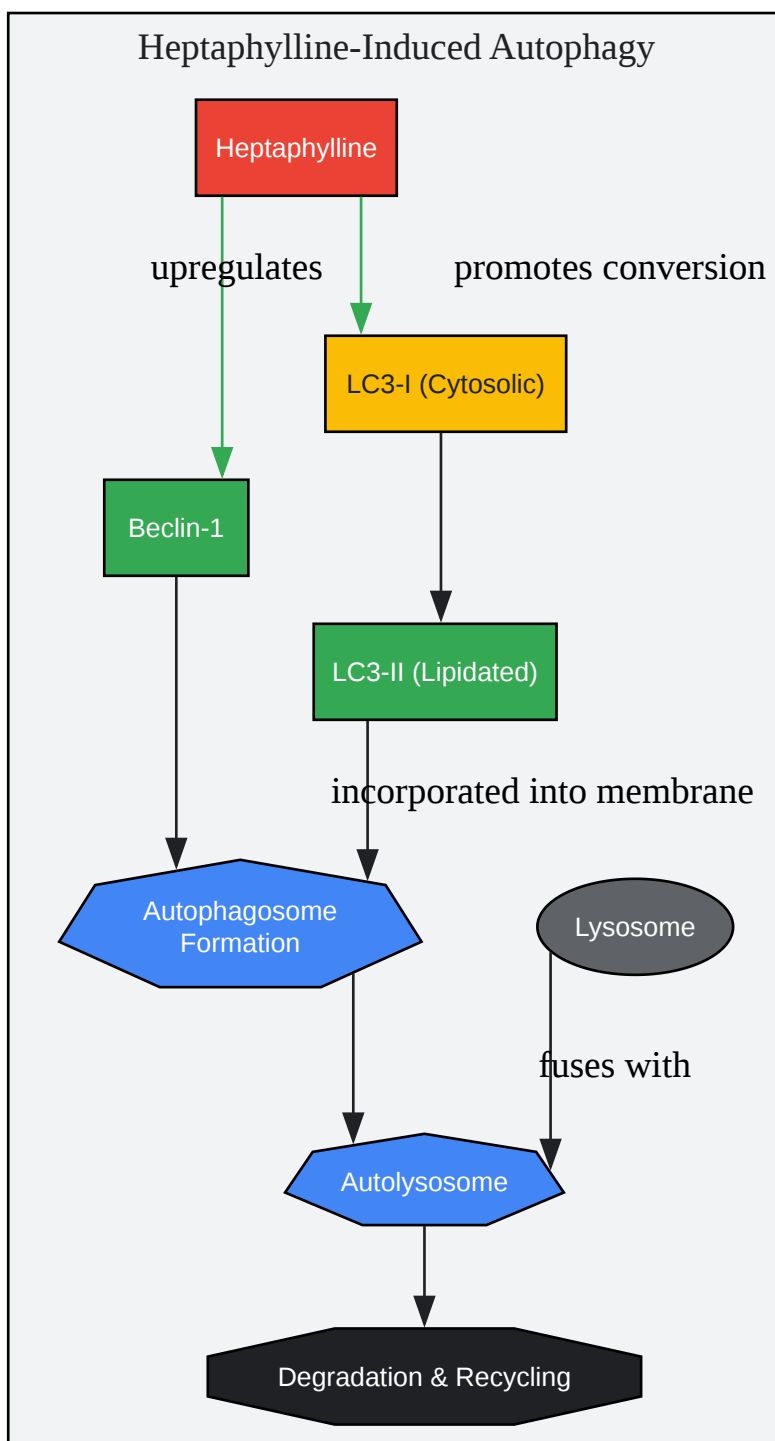 Heptaphylline-Induced Autophagy
Heptaphylline
upregulates
promotes conversion
LC3-I (Cytosolic)
Beclin-1
LC3-II (Lipidated)
incorporated into membrane
Autophagosome
Formation
Lysosome
fuses with
Autolysosome
Degradation & Recycling